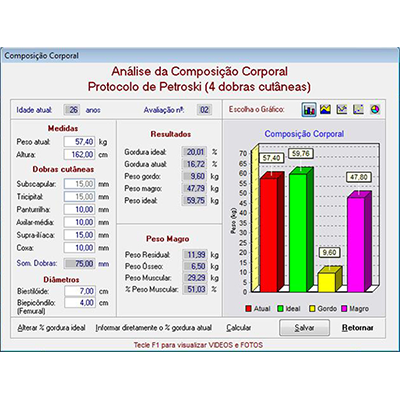 Composição Corporal
Análise da Composição Corporal
Protocolo de Petroski (4 dobras cutâneas)
Idade atual: 26 anos Avaliação nº: 02 Escolha o Gráfico:
Medidas
Peso atual: 57,40 kg
Altura: 162,00 cm
Dobras cutâneas
Subscapular: 15,00 mm
Tricipital: 15,00 mm
Panturrilha: 10,00 mm
Axilar-média: 10,00 mm
Supra-ilíaca: 15,00 mm
Coxa: 10,00 mm
Som. Dobras: 75,00 mm
Diâmetros
Biestilóide: 7,00 cm
Biepicôndilo: 4,00 cm
(Femural)
Resultados
Gordura ideal: 20,01 %
Gordura atual: 16,72 %
Peso gordo: 9,60 kg
Peso magro: 47,79 kg
Peso ideal: 59,75 kg
Peso Magro
Peso Residual: 11,99 kg
Peso Ósseo: 6,50 kg
Peso Muscular: 29,29 kg
% Peso Muscular: 51,03 %
Composição Corporal
Peso (kg)
70
65
60
55
50
45
40
35
30
25
20
15
10
5
0
57,40
59,76
9,60
47,80
Atual Ideal Gordo Magro
Alterar % gordura ideal Informar diretamente o % gordura atual Calcular Salvar Retornar
Tecle F1 para visualizar VIDEOS e FOTOS